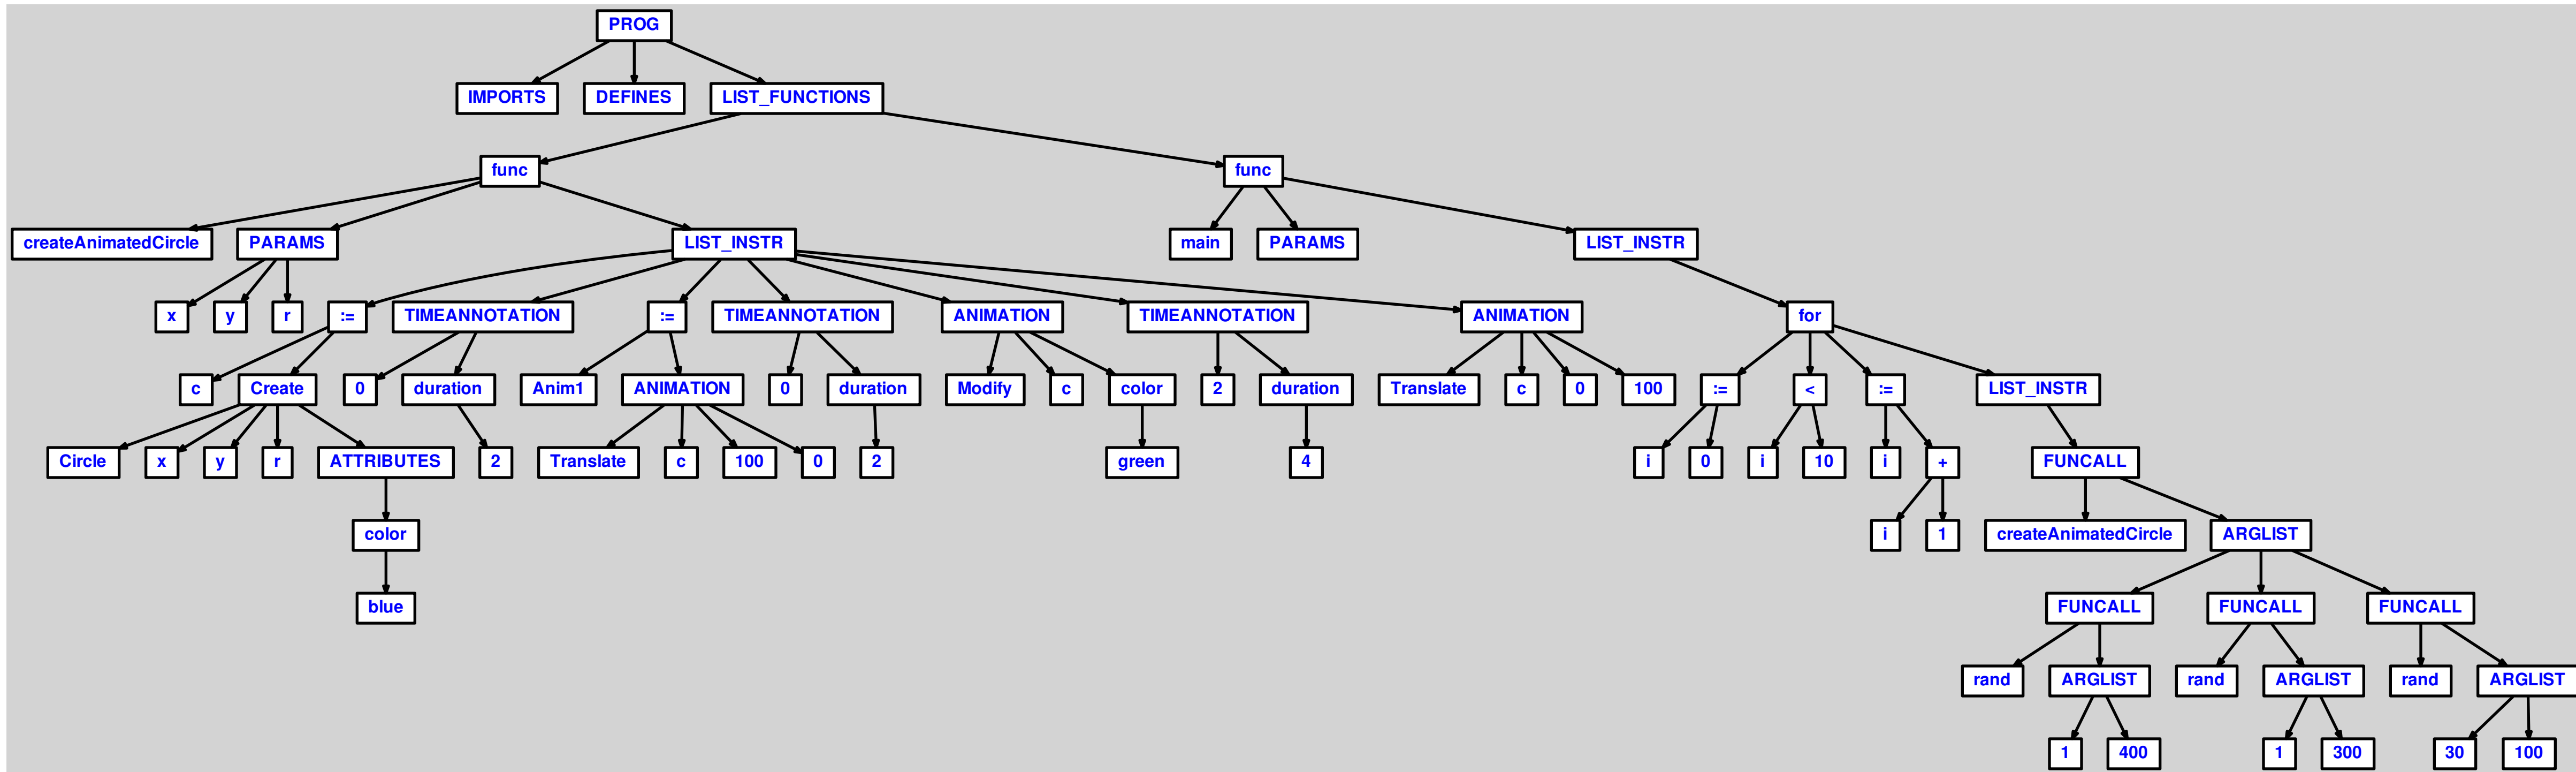 PROG
IMPORTS DEFINES LIST_FUNCTIONS
func func
createAnimatedCircle PARAMS LIST_INSTR main PARAMS LIST_INSTR
x y r := TIMEANNOTATION := TIMEANNOTATION ANIMATION TIMEANNOTATION ANIMATION for
c Create 0 duration Anim1 ANIMATION 0 duration Modify c color 2 duration Translate c 0 100 := < := LIST_INSTR
Circle x y r ATTRIBUTES 2 Translate c 100 0 2 green 4 i 0 i 10 i + FUNCALL
color i 1 createAnimatedCircle ARGLIST
blue FUNCALL FUNCALL FUNCALL
rand ARGLIST rand ARGLIST rand ARGLIST
1 400 1 300 30 100